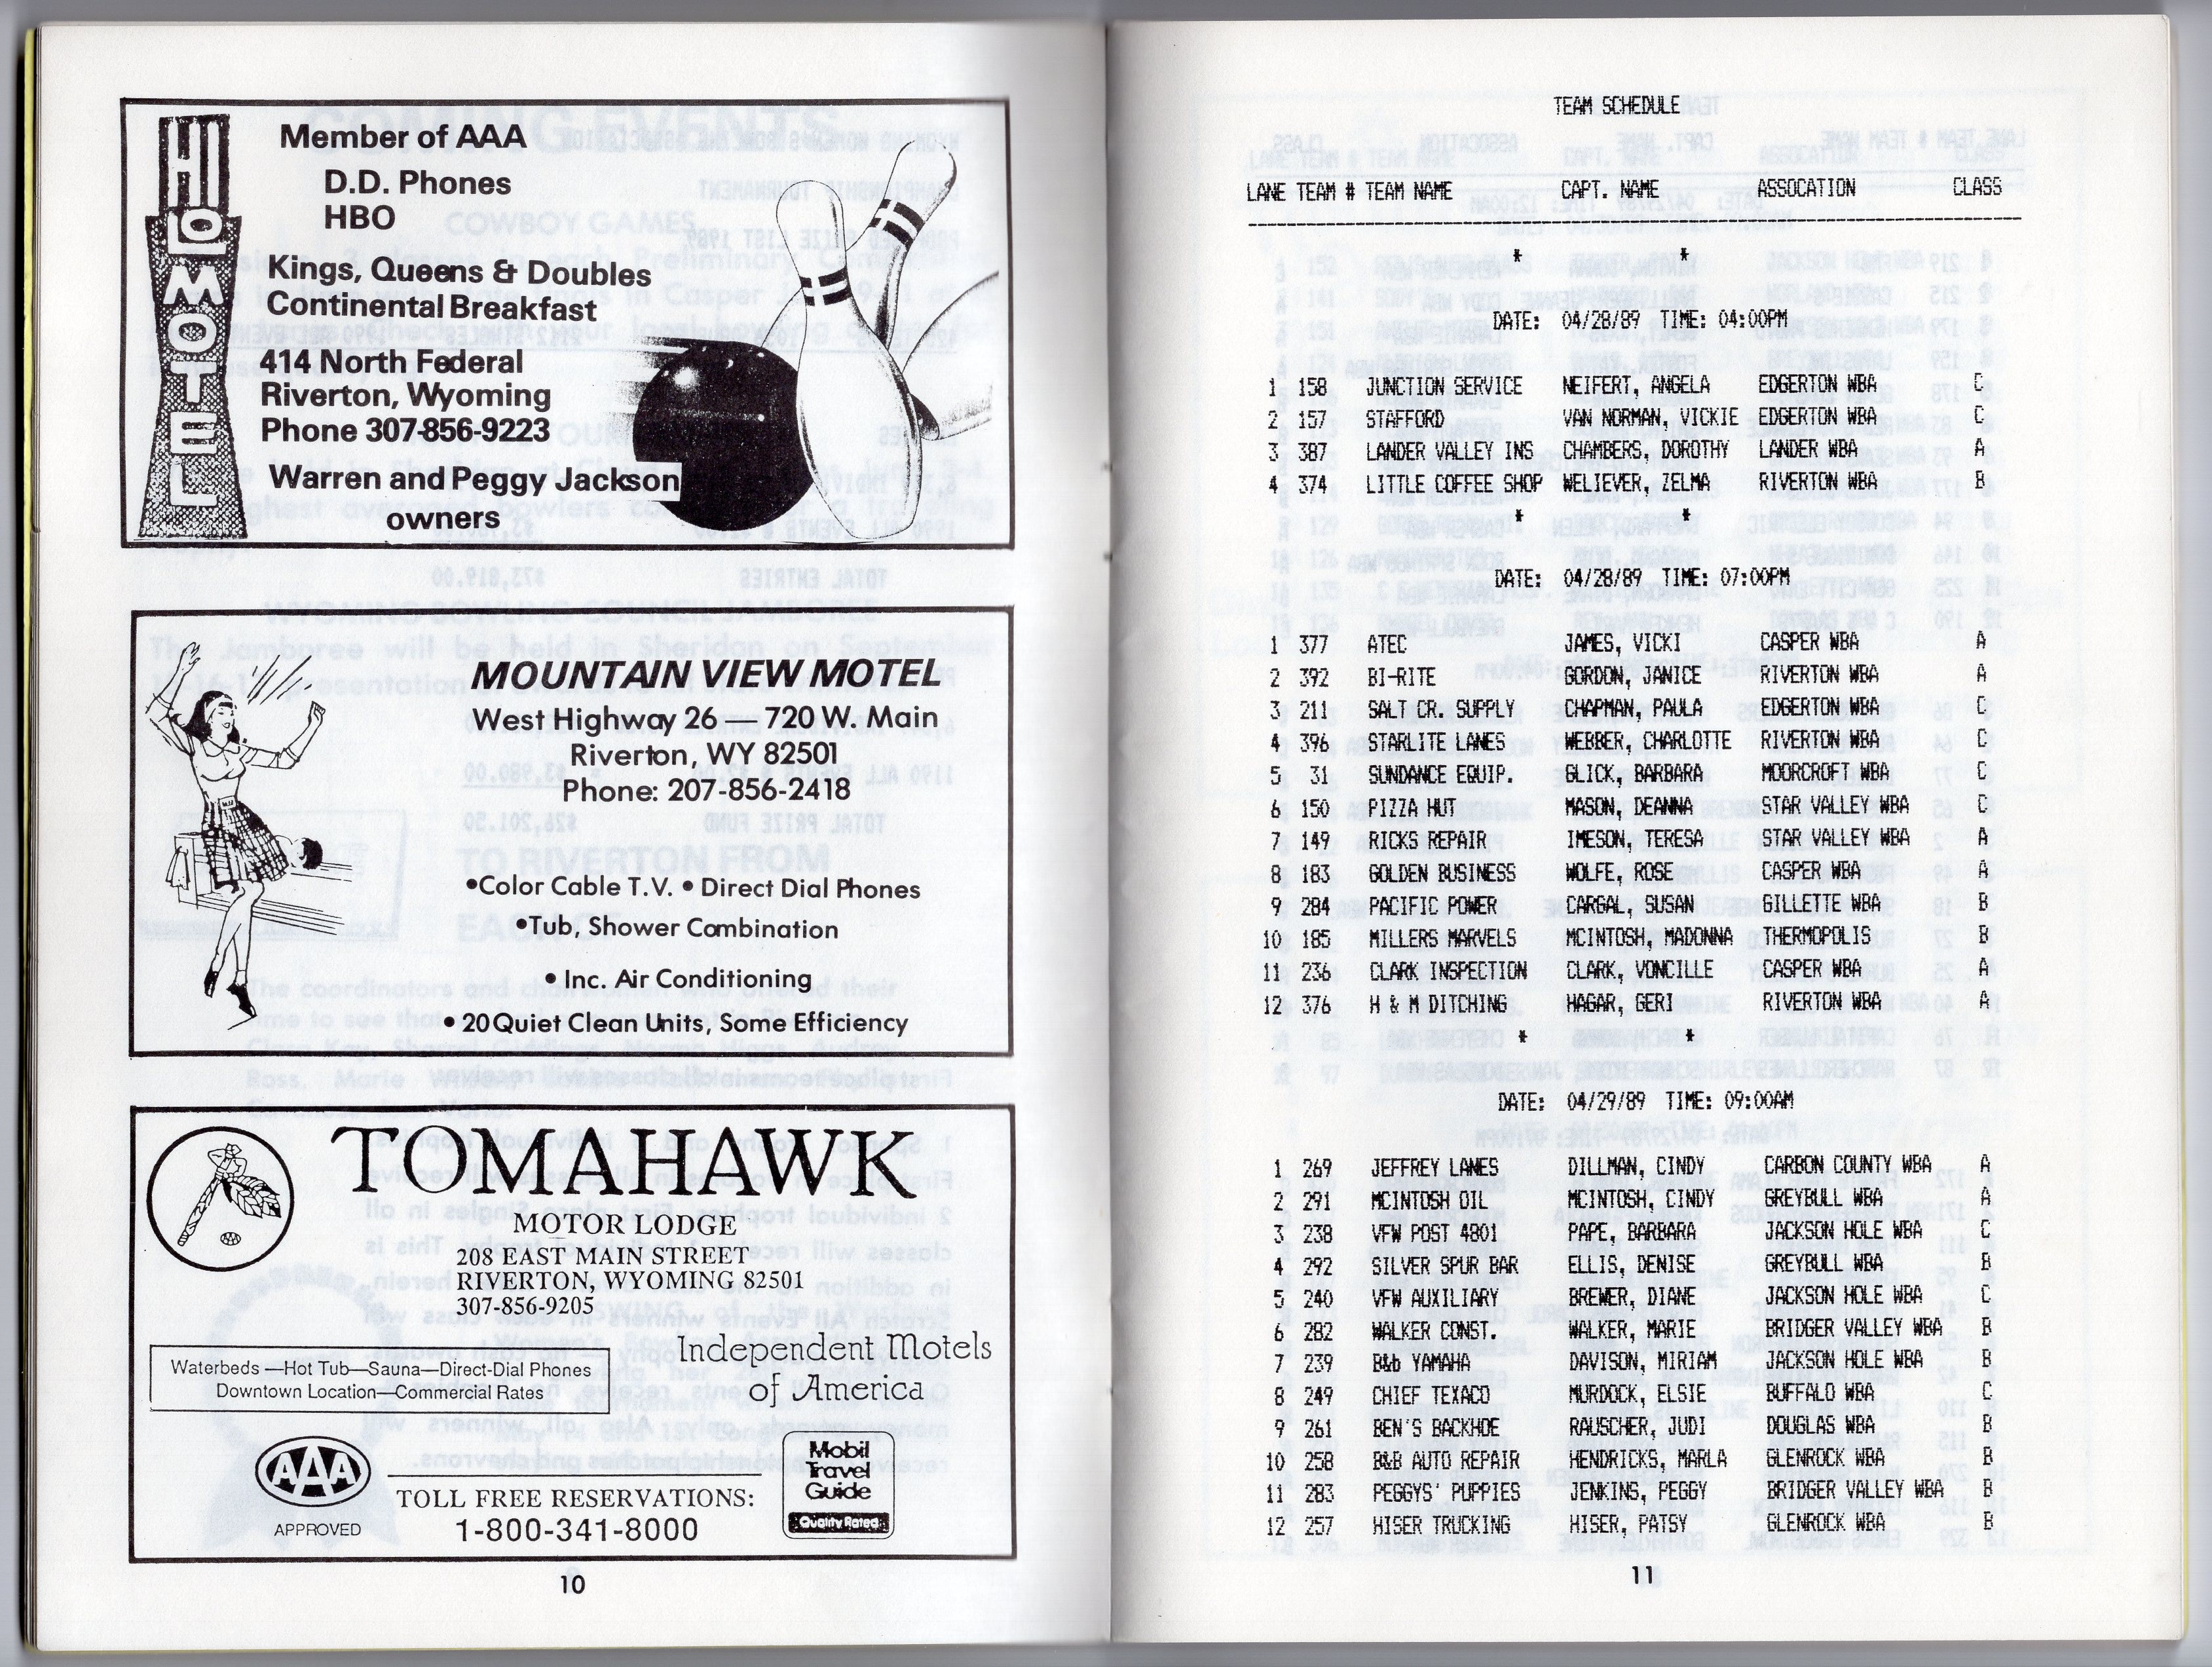 HI-LO MOTEL
Member of AAA
D.D. Phones
HBO
Kings, Queens & Doubles
Continental Breakfast
414 North Federal
Riverton, Wyoming
Phone 307-856-9223
Warren and Peggy Jackson
owners
MOUNTAIN VIEW MOTEL
West Highway 26 — 720 W. Main
Riverton, WY 82501
Phone: 207-856-2418
•Color Cable T.V. • Direct Dial Phones
•Tub, Shower Combination
• Inc. Air Conditioning
• 20 Quiet Clean Units, Some Efficiency
TOMAHAWK
MOTOR LODGE
208 EAST MAIN STREET
RIVERTON, WYOMING 82501
307-856-9205
Independent Motels
of America
Waterbeds—Hot Tub—Sauna—Direct-Dial Phones
Downtown Location—Commercial Rates
AAA
APPROVED
TOLL FREE RESERVATIONS:
1-800-341-8000
Mobil
Travel
Guide
Quality Rated
10
TEAM SCHEDULE
LANE TEAM # TEAM NAME CAPT. NAME ASSOCATION CLASS
* *
DATE: 04/28/89 TIME: 04:00PM
1 158 JUNCTION SERVICE NEIFERT, ANGELA EDGERTON WBA C
2 157 STAFFORD VAN NORMAN, VICKIE EDGERTON WBA C
3 387 LANDER VALLEY INS CHAMBERS, DOROTHY LANDER WBA A
4 374 LITTLE COFFEE SHOP WELIEVER, ZELMA RIVERTON WBA B
* *
DATE: 04/28/89 TIME: 07:00PM
1 377 ATEC JAMES, VICKI CASPER WBA A
2 392 BI-RITE GORDON, JANICE RIVERTON WBA A
3 211 SALT CR. SUPPLY CHAPMAN, PAULA EDGERTON WBA C
4 396 STARLITE LANES WEBBER, CHARLOTTE RIVERTON WBA C
5 31 SUNDANCE EQUIP. GLICK, BARBARA MOORCROFT WBA C
6 150 PIZZA HUT MASON, DEANNA STAR VALLEY WBA C
7 149 RICKS REPAIR IMESON, TERESA STAR VALLEY WBA A
8 183 GOLDEN BUSINESS WOLFE, ROSE CASPER WBA A
9 284 PACIFIC POWER CARGAL, SUSAN GILLETTE WBA B
10 185 MILLERS MARVELS MCINTOSH, MADONNA THERMOPOLIS B
11 236 CLARK INSPECTION CLARK, VONCILLE CASPER WBA A
12 376 H & M DITCHING HAGAR, GERI RIVERTON WBA A
* *
DATE: 04/29/89 TIME: 09:00AM
1 269 JEFFREY LANES DILLMAN, CINDY CARBON COUNTY WBA A
2 291 MCINTOSH OIL MCINTOSH, CINDY GREYBULL WBA A
3 238 VFW POST 4801 PAPE, BARBARA JACKSON HOLE WBA C
4 292 SILVER SPUR BAR ELLIS, DENISE GREYBULL WBA B
5 240 VFW AUXILIARY BREWER, DIANE JACKSON HOLE WBA C
6 282 WALKER CONST. WALKER, MARIE BRIDGER VALLEY WBA B
7 239 B&b YAMAHA DAVISON, MIRIAM JACKSON HOLE WBA B
8 249 CHIEF TEXACO MURDOCK, ELSIE BUFFALO WBA C
9 261 BEN'S BACKHOE RAUSCHER, JUDI DOUGLAS WBA B
10 258 B&B AUTO REPAIR HENDRICKS, MARLA GLENROCK WBA B
11 283 PEGGYS' PUPPIES JENKINS, PEGGY BRIDGER VALLEY WBA B
12 257 HISER TRUCKING HISER, PATSY GLENROCK WBA B
11